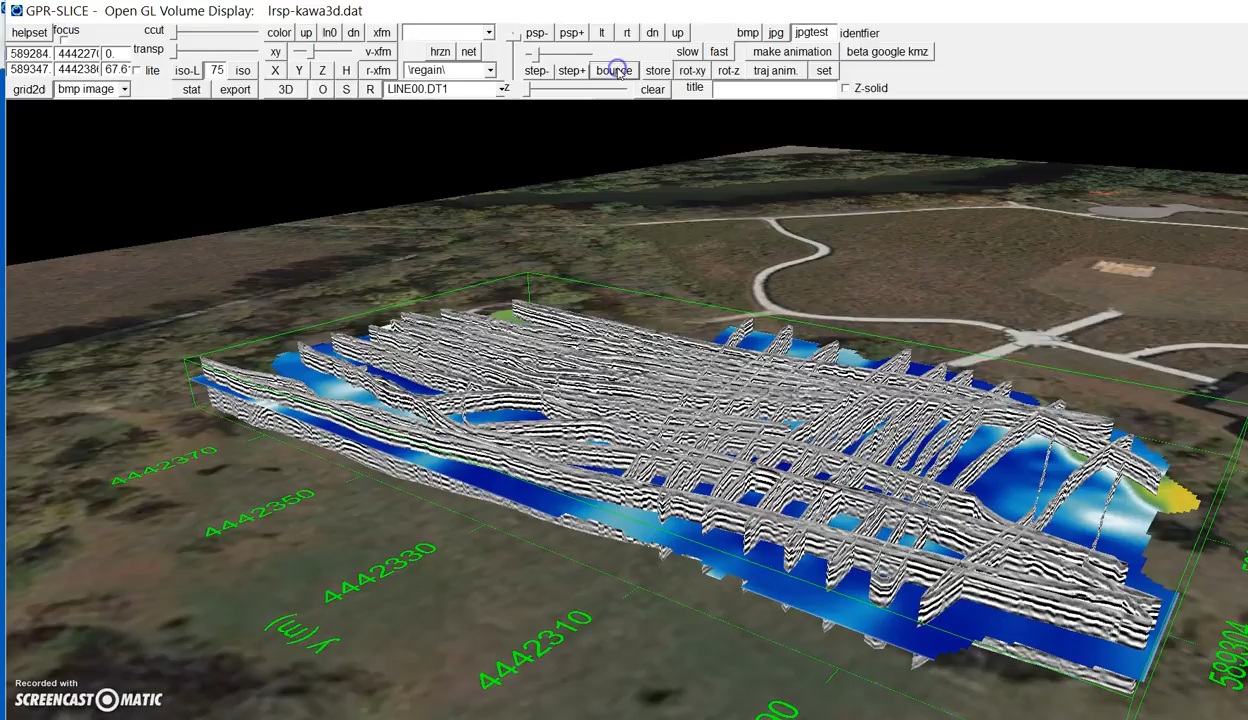 GPR-SLICE - Open GL Volume Display: lrsp-kawa3d.dat
helpset focus ccut color up ln0 dn xfm psp- psp+ lt rt dn up bmp jpg jpgtest identfier
589284. 4442270 0. transp xy v-xfm hrzn net slow fast make animation beta google kmz
589347. 4442386 67.6 lite iso-L 75 iso X Y Z H r-xfm \regain\ step- step+ bounce store rot-xy rot-z traj anim. set
grid2d bmp image stat export 3D O S R LINE00.DT1 z clear title Z-solid
4442370
4442350
4442330
4442310
Y (m)
90
589304
Recorded with
SCREENCAST-O-MATIC